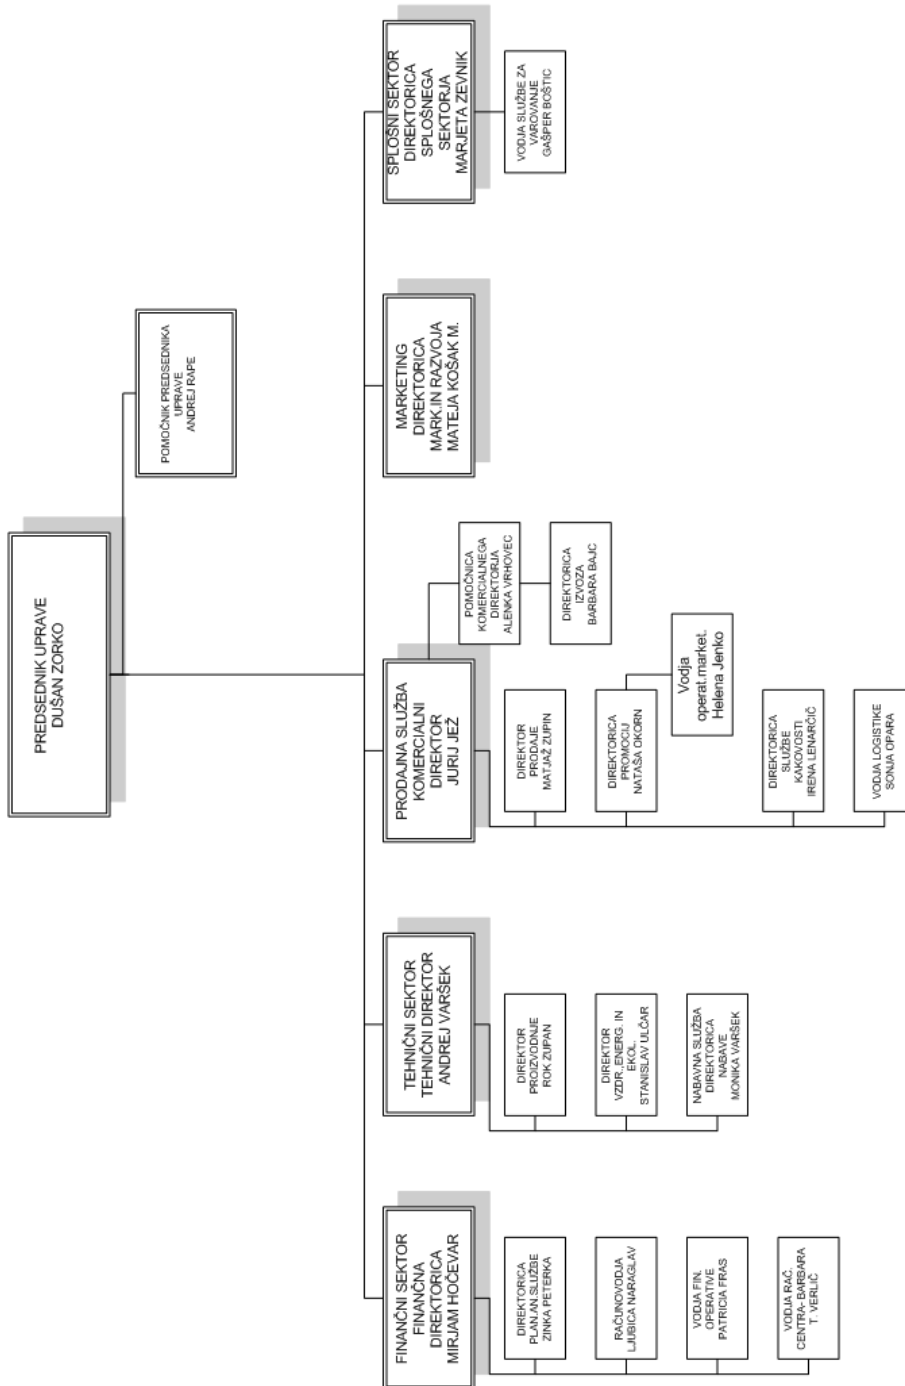 PREDSEDNIK UPRAVE
DUŠAN ZORKO
POMOČNIK PREDSEDNIKA
UPRAVE
ANDREJ RAPE
FINANČNI SEKTOR
FINANČNA
DIREKTORICA
MIRJAM HOČEVAR
DIREKTORICA
PLAN.AN.SLUŽBE
ZINKA PETERKA
RAČUNOVODJA
LJUBICA NARAGLAV
VODJA FIN.
OPERATIVE
PATRICIA FRAS
VODJA RAČ.
CENTRA- BARBARA
T. VERLIČ
TEHNIČNI SEKTOR
TEHNIČNI DIREKTOR
ANDREJ VARŠEK
DIREKTOR
PROIZVODNJE
ROK ZUPAN
DIREKTOR
VZDR.,ENERG. IN
EKOL.
STANISLAV ULČAR
NABAVNA SLUŽBA
DIREKTORICA
NABAVE
MONIKA VARŠEK
PRODAJNA SLUŽBA
KOMERCIALNI
DIREKTOR
JURIJ JEŽ
POMOČNICA
KOMERCIALNEGA
DIREKTORJA
ALENKA VRHOVEC
DIREKTORICA
IZVOZA
BARBARA BAJC
DIREKTOR
PRODAJE
MATJAŽ ZUPIN
DIREKTORICA
PROMOCIJ
NATAŠA OKORN
Vodja
operat.market.
Helena Jenko
DIREKTORICA
SLUŽBE
KAKOVOSTI
IRENA LENARČIČ
VODJA LOGISTIKE
SONJA OPARA
MARKETING
DIREKTORICA
MARK.IN RAZVOJA
MATEJA KOŠAK M.
SPLOŠNI SEKTOR
DIREKTORICA
SPLOŠNEGA
SEKTORJA
MARJETA ZEVNIK
VODJA SLUŽBE ZA
VAROVANJE
GAŠPER BOŠTIC